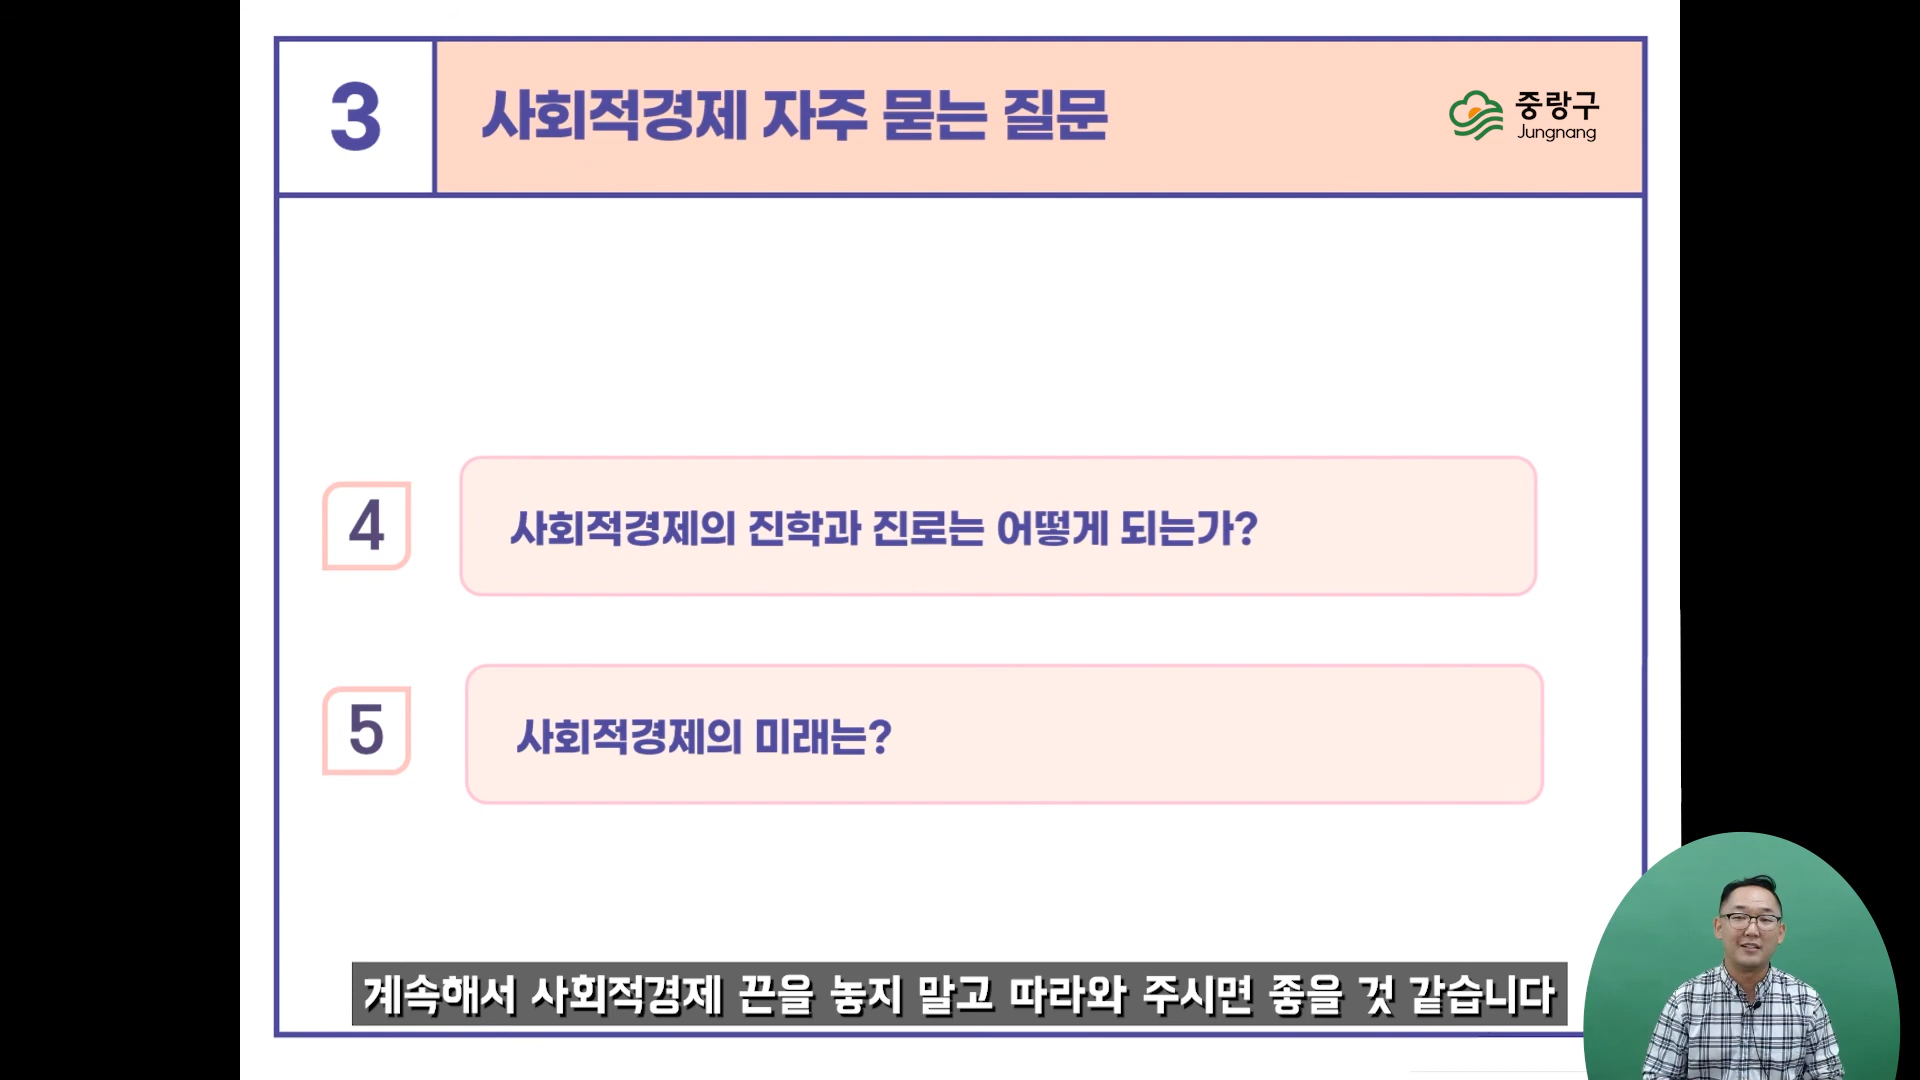 3
사회적경제 자주 묻는 질문
중랑구
Jungnang
4
사회적경제의 진학과 진로는 어떻게 되는가?
5
사회적경제의 미래는?
계속해서 사회적경제 끈을 놓지 말고 따라와 주시면 좋을 것 같습니다